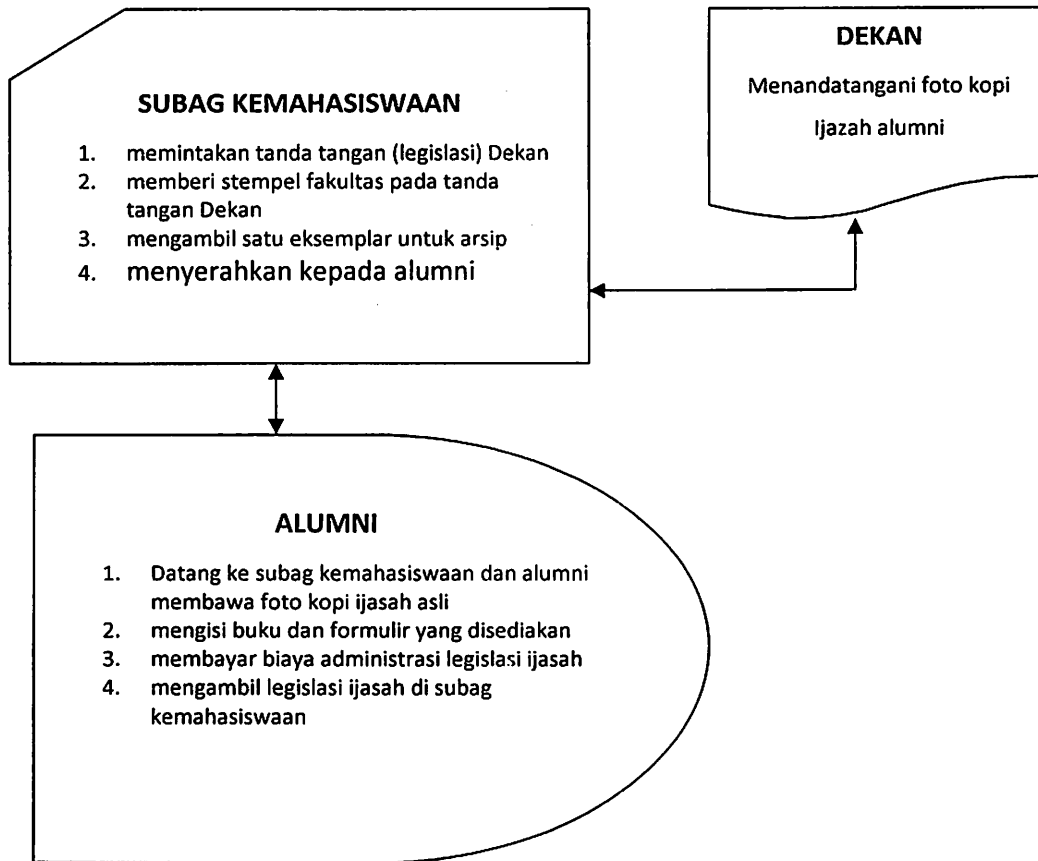 SUBAG KEMAHASISWAAN
1. memintakan tanda tangan (legislasi) Dekan
2. memberi stempel fakultas pada tanda
tangan Dekan
3. mengambil satu eksemplar untuk arsip
4. menyerahkan kepada alumni
DEKAN
Menandatangani foto kopi
Ijazah alumni
ALUMNI
1. Datang ke subag kemahasiswaan dan alumni
membawa foto kopi ijasah asli
2. mengisi buku dan formulir yang disediakan
3. membayar biaya administrasi legislasi ijasah
4. mengambil legislasi ijasah di subag
kemahasiswaan